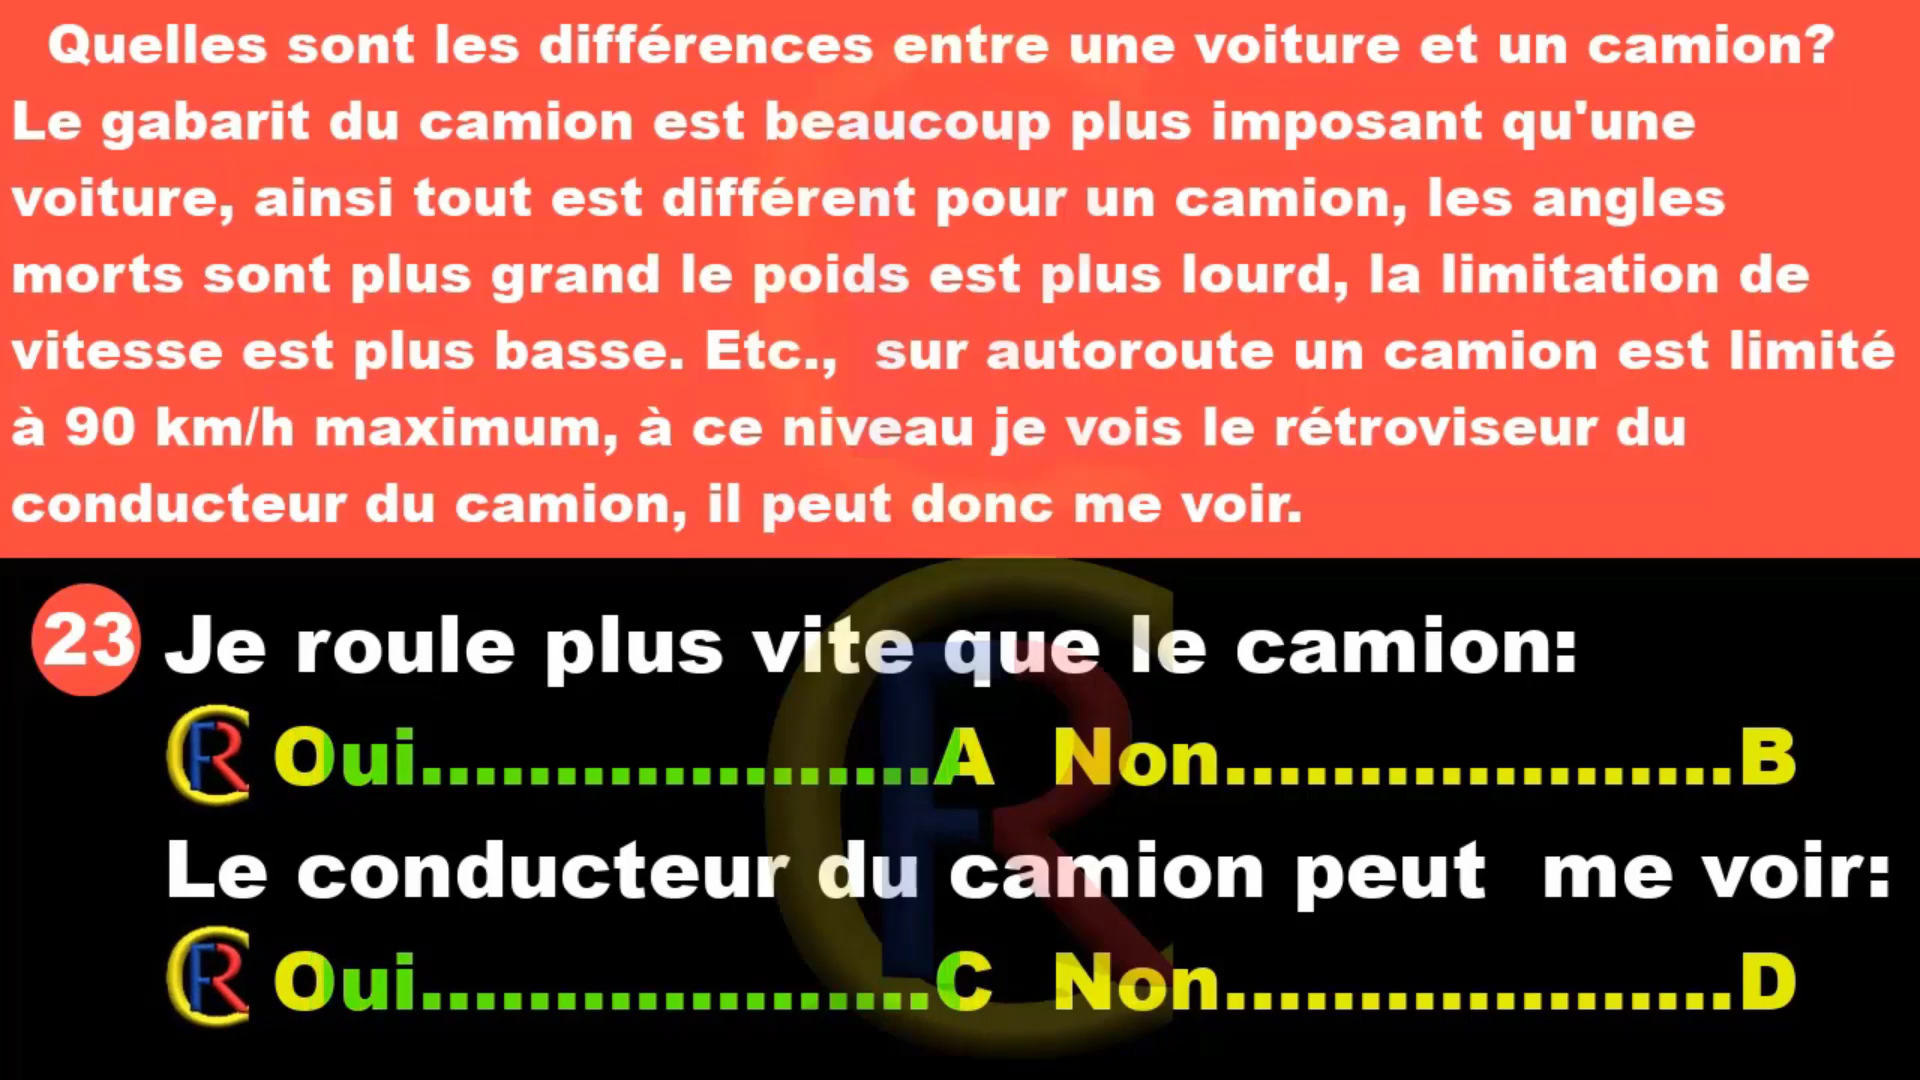 Quelles sont les différences entre une voiture et un camion?
Le gabarit du camion est beaucoup plus imposant qu'une
voiture, ainsi tout est différent pour un camion, les angles
morts sont plus grand le poids est plus lourd, la limitation de
vitesse est plus basse. Etc.,  sur autoroute un camion est limité
à 90 km/h maximum, à ce niveau je vois le rétroviseur du
conducteur du camion, il peut donc me voir.
23 Je roule plus vite que le camion:
CFR Oui...................A Non...................B
Le conducteur du camion peut  me voir:
CFR Oui...................C Non...................D